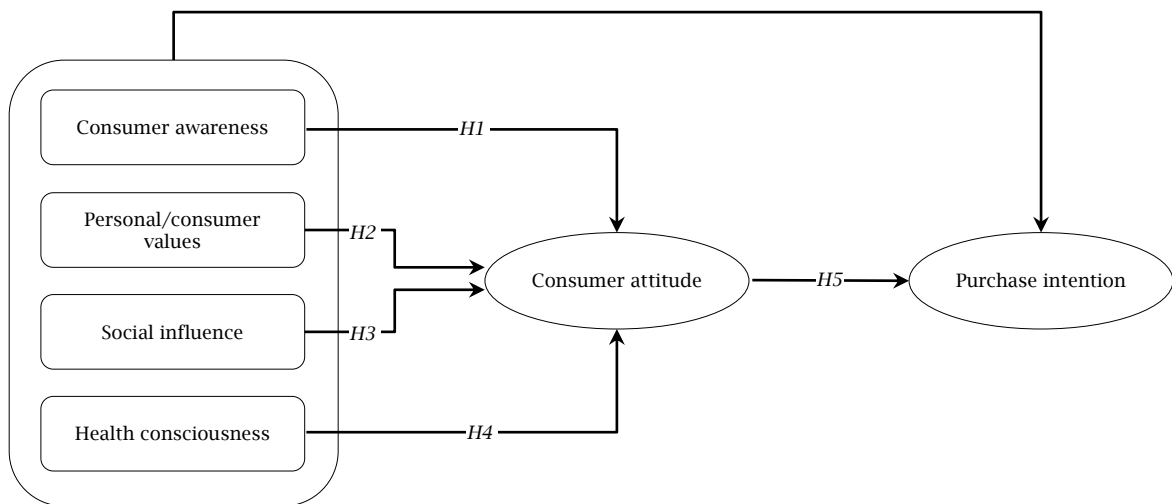 Consumer awareness
H1
Personal/consumer
values
H2
Consumer attitude
H5
Purchase intention
Social influence
H3
Health consciousness
H4